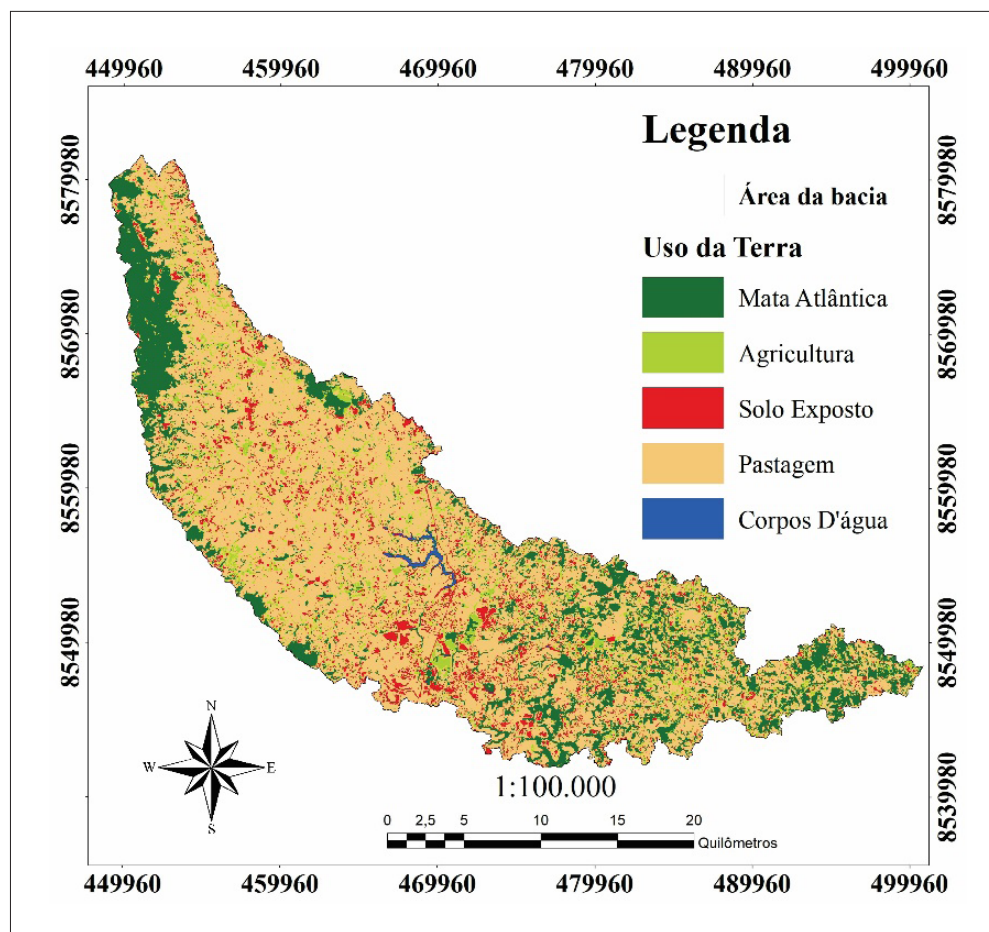 449960 459960 469960 479960 489960 499960
Legenda
8579980 8579980
Área da bacia
Uso da Terra
Mata Atlântica
8569980 8569980
Agricultura
Solo Exposto
Pastagem
8559980 8559980
Corpos D'água
8549980 8549980
N
W E
S
1:100.000
8539980 8539980
0 2,5 5 10 15 20
Quilômetros
449960 459960 469960 479960 489960 499960